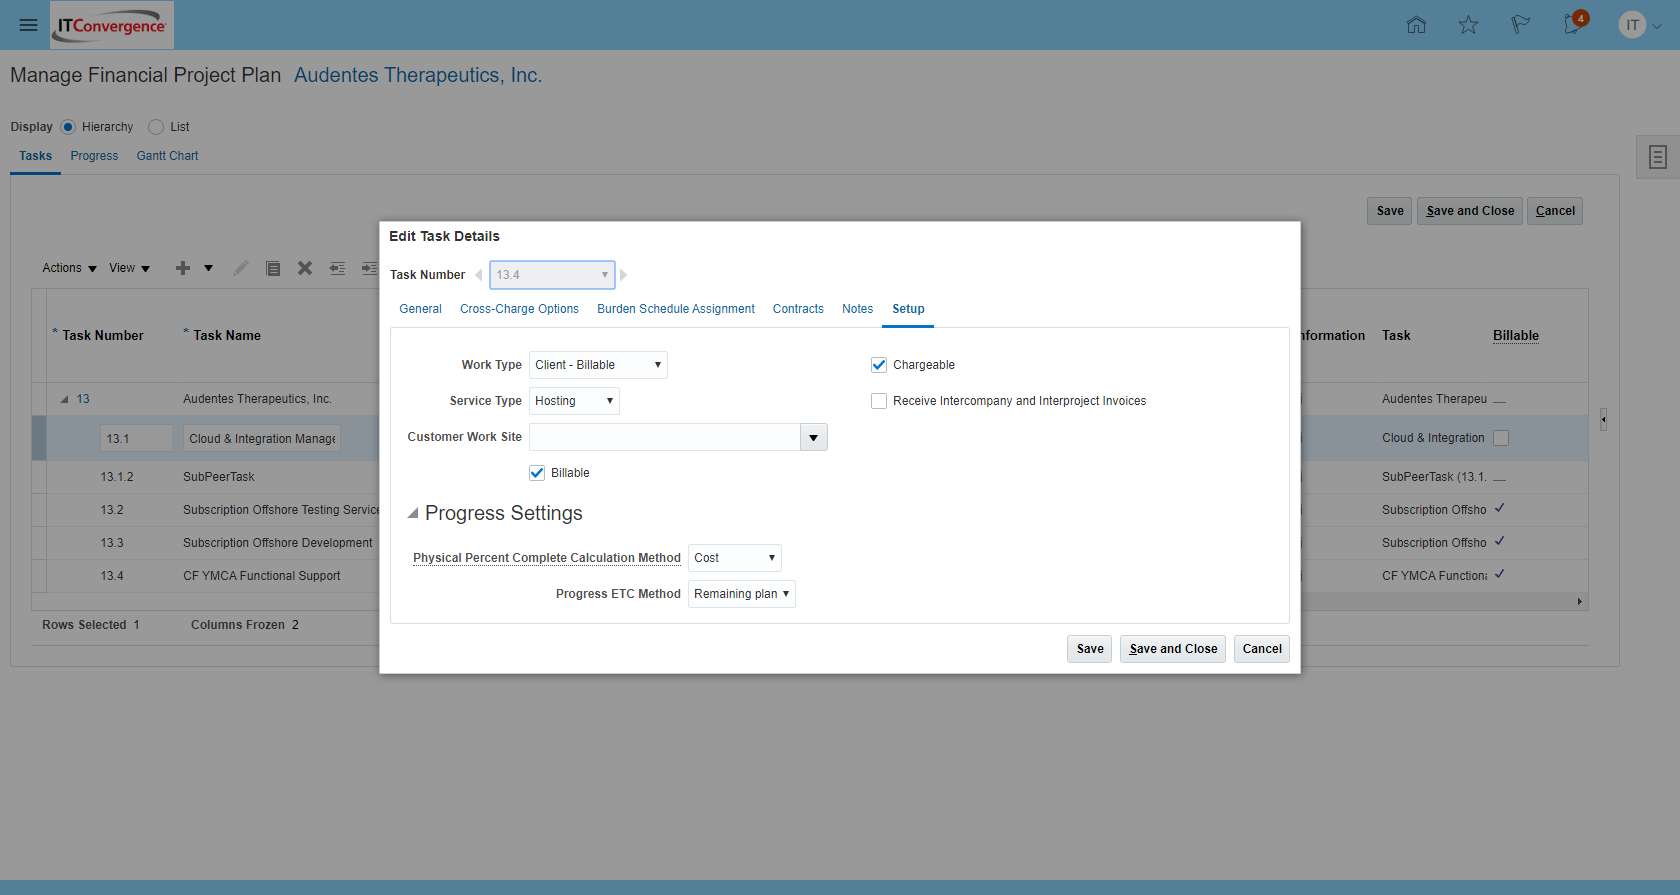 ITConvergence
4
IT
Manage Financial Project Plan Audentes Therapeutics, Inc.
Display Hierarchy List
Tasks Progress Gantt Chart
Save Save and Close Cancel
Actions View
Edit Task Details
Task Number 13.4
General Cross-Charge Options Burden Schedule Assignment Contracts Notes Setup
Work Type Client - Billable
Chargeable
Service Type Hosting
Receive Intercompany and Interproject Invoices
Customer Work Site
Billable
Progress Settings
Physical Percent Complete Calculation Method Cost
Progress ETC Method Remaining plan
Save Save and Close Cancel
* Task Number * Task Name nformation Task Billable
13 Audentes Therapeutics, Inc. Audentes Therapeu
13.1 Cloud & Integration Manage Cloud & Integration
13.1.2 SubPeerTask SubPeerTask (13.1.
13.2 Subscription Offshore Testing Service Subscription Offsho
13.3 Subscription Offshore Development Subscription Offsho
13.4 CF YMCA Functional Support CF YMCA Function
Rows Selected 1 Columns Frozen 2